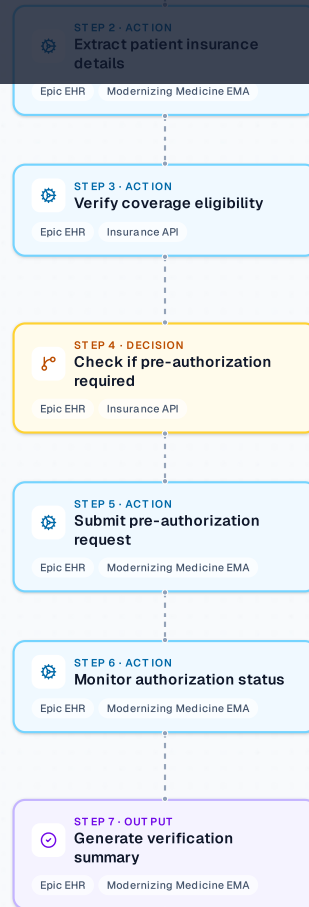 STEP 2 · ACTION
Extract patient insurance
details
Epic EHR Modernizing Medicine EMA
STEP 3 · ACTION
Verify coverage eligibility
Epic EHR Insurance API
STEP 4 · DECISION
Check if pre-authorization
required
Epic EHR Insurance API
STEP 5 · ACTION
Submit pre-authorization
request
Epic EHR Modernizing Medicine EMA
STEP 6 · ACTION
Monitor authorization status
Epic EHR Modernizing Medicine EMA
STEP 7 · OUTPUT
Generate verification
summary
Epic EHR Modernizing Medicine EMA